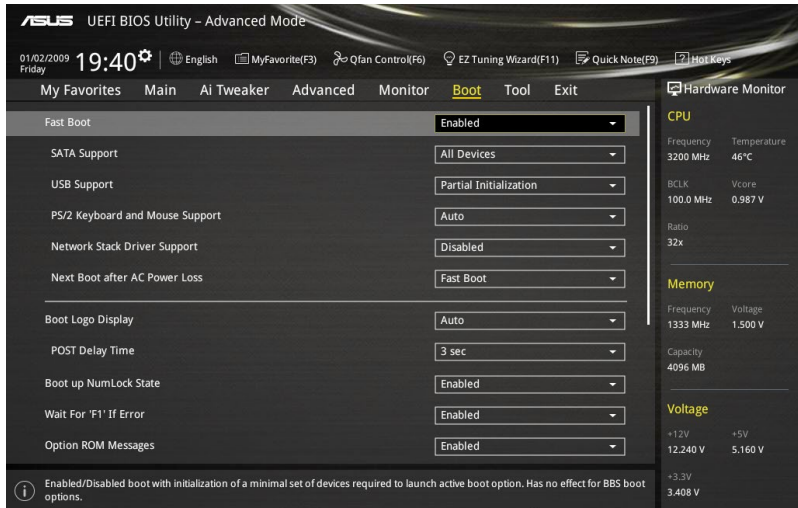 ASUS UEFI BIOS Utility – Advanced Mode
01/02/2009
Friday
19:40
English
MyFavorite(F3)
Qfan Control(F6)
EZ Tuning Wizard(F11)
Quick Note(F9)
? Hot Keys
My Favorites Main Ai Tweaker Advanced Monitor Boot Tool Exit
Fast Boot Enabled
SATA Support All Devices
USB Support Partial Initialization
PS/2 Keyboard and Mouse Support Auto
Network Stack Driver Support Disabled
Next Boot after AC Power Loss Fast Boot
Boot Logo Display Auto
POST Delay Time 3 sec
Boot up NumLock State Enabled
Wait For 'F1' If Error Enabled
Option ROM Messages Enabled
i
Enabled/Disabled boot with initialization of a minimal set of devices required to launch active boot option. Has no effect for BBS boot
options.
Hardware Monitor
CPU
Frequency Temperature
3200 MHz 46°C
BCLK Vcore
100.0 MHz 0.987 V
Ratio
32x
Memory
Frequency Voltage
1333 MHz 1.500 V
Capacity
4096 MB
Voltage
+12V +5V
12.240 V 5.160 V
+3.3V
3.408 V